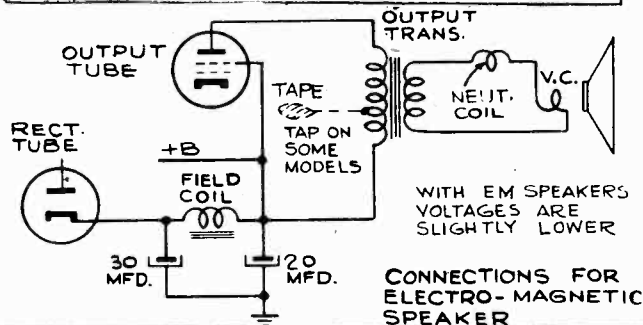 OUTPUT
TRANS.
OUTPUT
TUBE
TAPE
TAP ON
SOME
MODELS
NEUT.
COIL
V.C.
RECT.
TUBE
+B
FIELD
COIL
30
MFD.
20
MFD.
WITH EM SPEAKERS
VOLTAGES ARE
SLIGHTLY LOWER
CONNECTIONS FOR
ELECTRO-MAGNETIC
SPEAKER